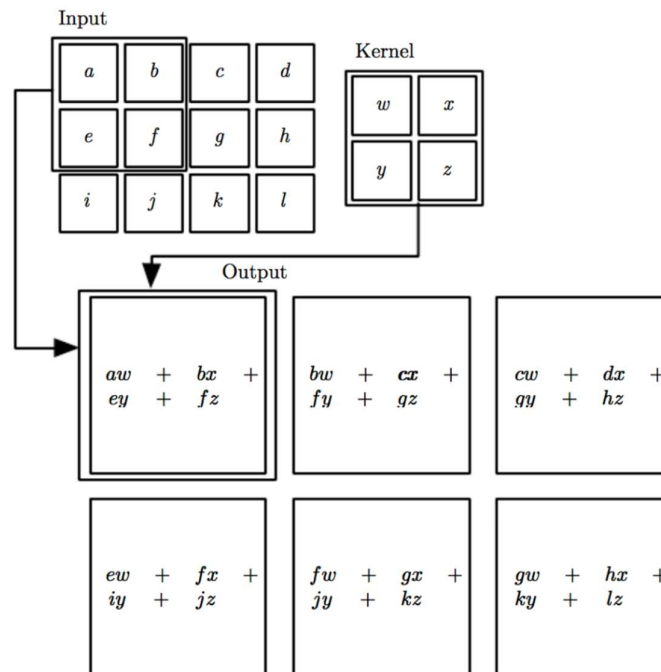 Input
a b c d
e f g h
i j k l
Kernel
w x
y z
Output
aw + bx +
ey + fz
bw + cx +
fy + gz
cw + dx +
gy + hz
ew + fx +
iy + jz
fw + gx +
jy + kz
gw + hx +
ky + lz